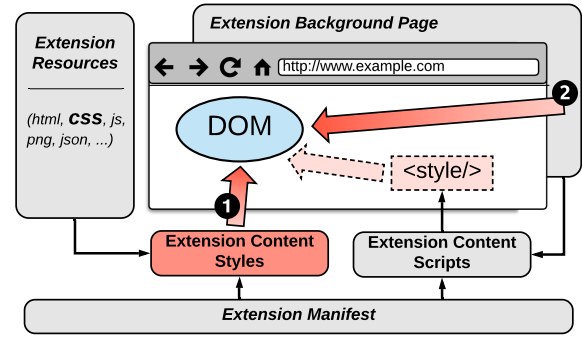 Extension Background Page
Extension
Resources
(html, css, js,
png, json, ...)
http://www.example.com
2
DOM
<style/>
1
Extension Content
Styles
Extension Content
Scripts
Extension Manifest